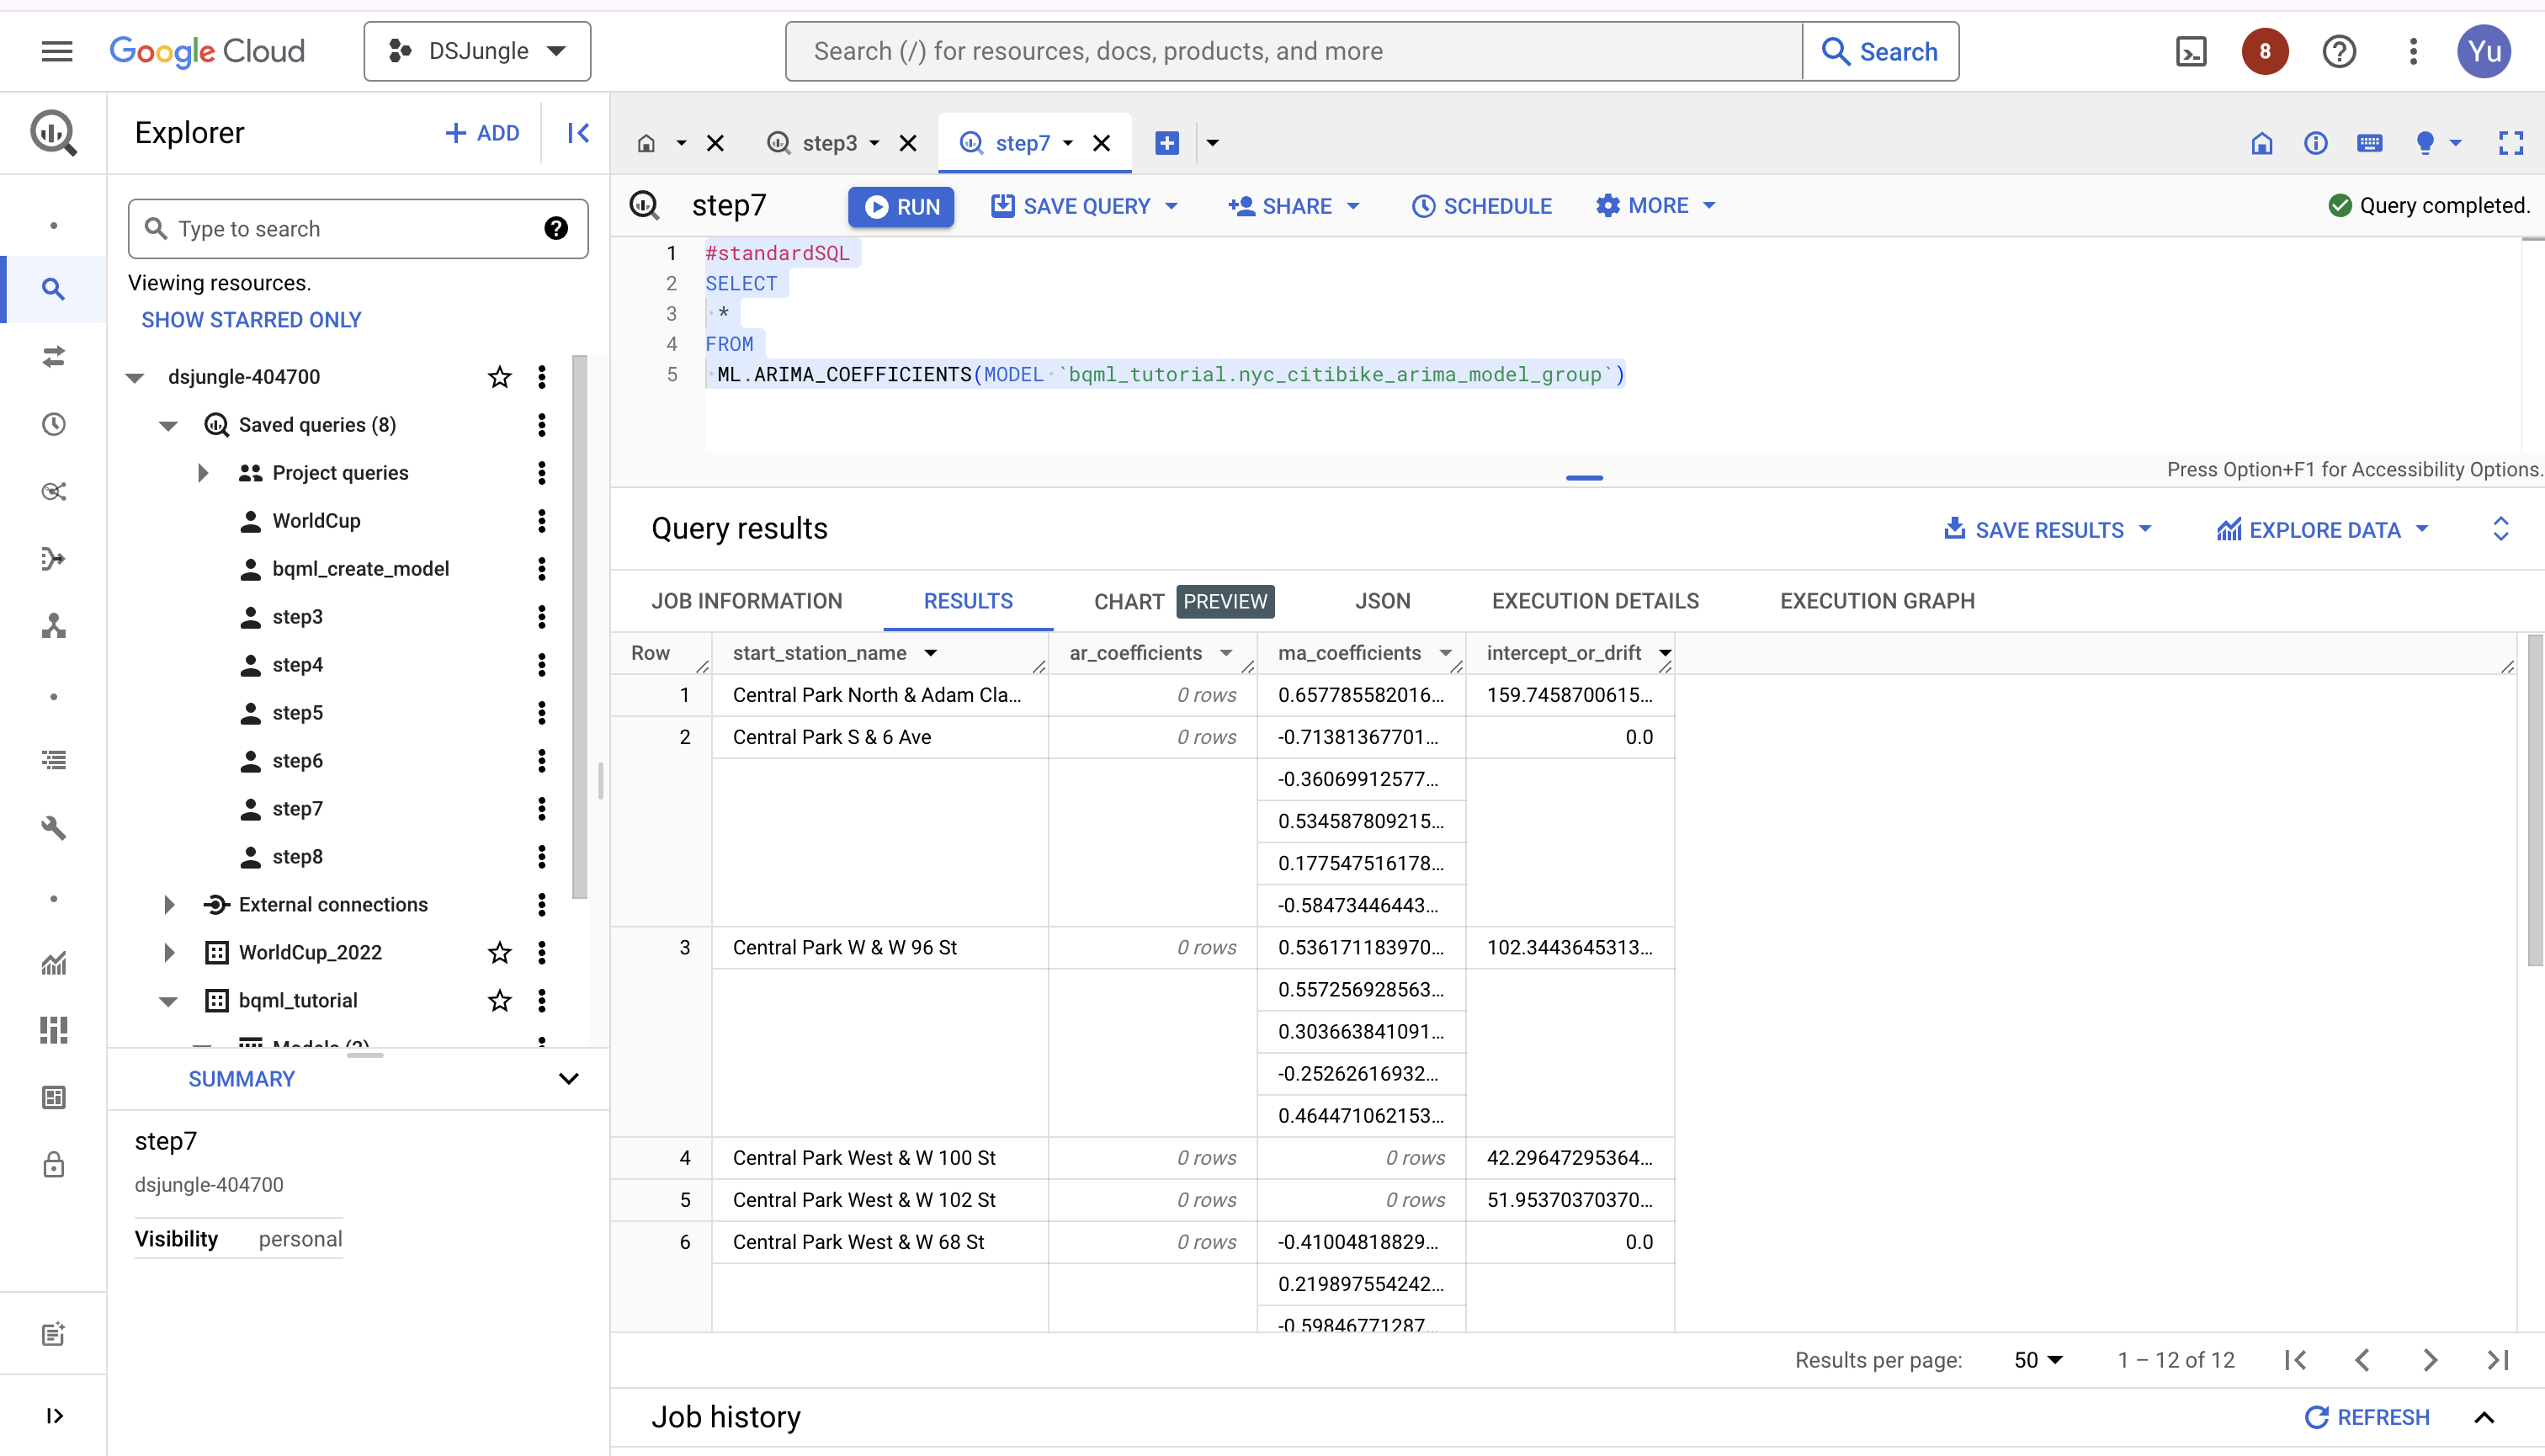 Google Cloud
DSJungle
Search (/) for resources, docs, products, and more
Search
8
Yu
Explorer
ADD
step3
step7
step7
RUN
SAVE QUERY
SHARE
SCHEDULE
MORE
Query completed.
Type to search
Viewing resources.
SHOW STARRED ONLY
dsjungle-404700
Saved queries (8)
Project queries
WorldCup
bqml_create_model
step3
step4
step5
step6
step7
step8
External connections
WorldCup_2022
bqml_tutorial
Models (2)
SUMMARY
step7
dsjungle-404700
Visibility personal
1 #standardSQL
2 SELECT
3 *
4 FROM
5 ML.ARIMA_COEFFICIENTS(MODEL `bqml_tutorial.nyc_citibike_arima_model_group`)
Press Option+F1 for Accessibility Options.
Query results
SAVE RESULTS
EXPLORE DATA
JOB INFORMATION RESULTS CHART PREVIEW JSON EXECUTION DETAILS EXECUTION GRAPH
Row start_station_name ar_coefficients ma_coefficients intercept_or_drift
1 Central Park North & Adam Cla... 0 rows 0.657785582016... 159.7458700615...
2 Central Park S & 6 Ave 0 rows -0.71381367701... 0.0
-0.36069912577...
0.534587809215...
0.177547516178...
-0.58473446443...
3 Central Park W & W 96 St 0 rows 0.536171183970... 102.3443645313...
0.557256928563...
0.303663841091...
-0.25262616932...
0.464471062153...
4 Central Park West & W 100 St 0 rows 0 rows 42.29647295364...
5 Central Park West & W 102 St 0 rows 0 rows 51.95370370370...
6 Central Park West & W 68 St 0 rows -0.41004818829... 0.0
0.219897554242...
-0.59846771287...
Results per page: 50 1 – 12 of 12
Job history
REFRESH